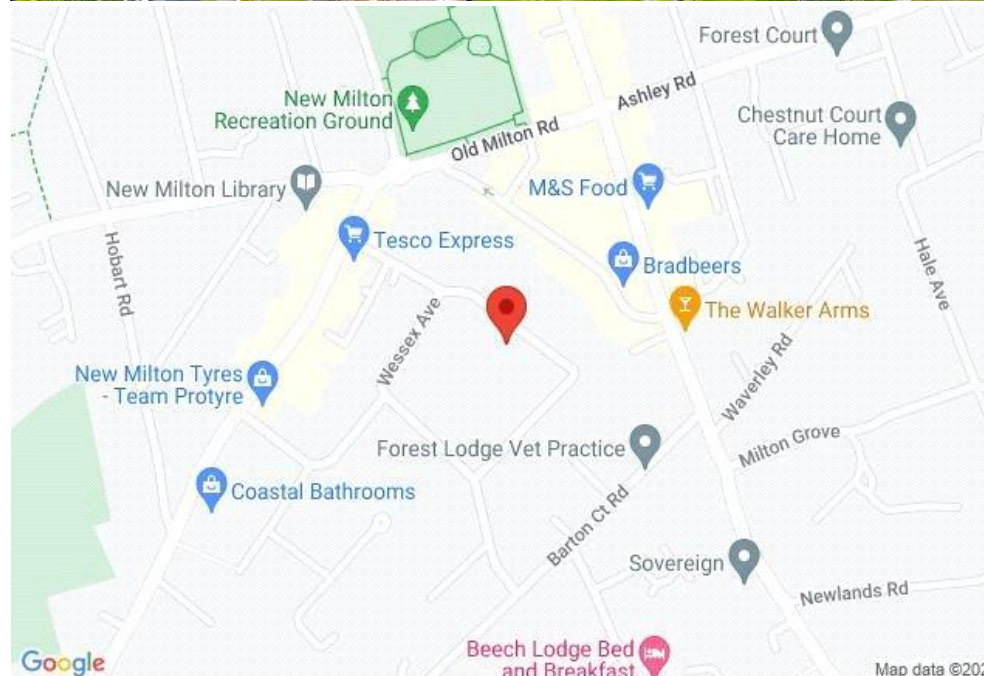 Forest Court
Ashley Rd
New Milton
Recreation Ground
Chestnut Court
Care Home
Old Milton Rd
New Milton Library
M&S Food
Tesco Express
Hobart Rd
Bradbeers
Hale Ave
The Walker Arms
Wessex Ave
New Milton Tyres
- Team Protyre
Waverley Rd
Milton Grove
Forest Lodge Vet Practice
Coastal Bathrooms
Barton Ct Rd
Sovereign
Newlands Rd
Beech Lodge Bed
and Breakfast
Google
Map data ©202